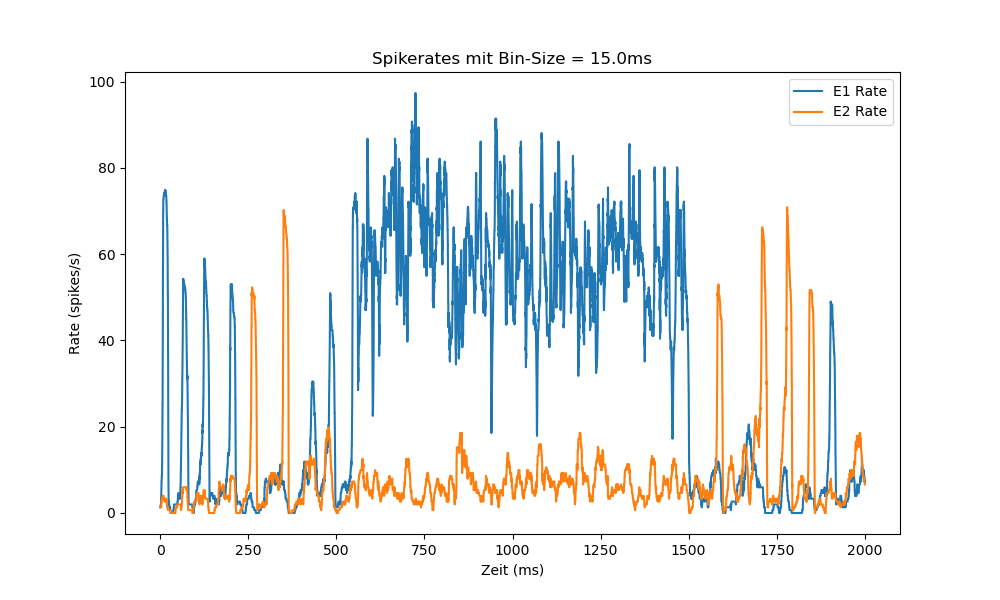 Spikerates mit Bin-Size = 15.0ms
E1 Rate
E2 Rate
100
80
60
40
20
0
Rate (spikes/s)
0 250 500 750 1000 1250 1500 1750 2000
Zeit (ms)